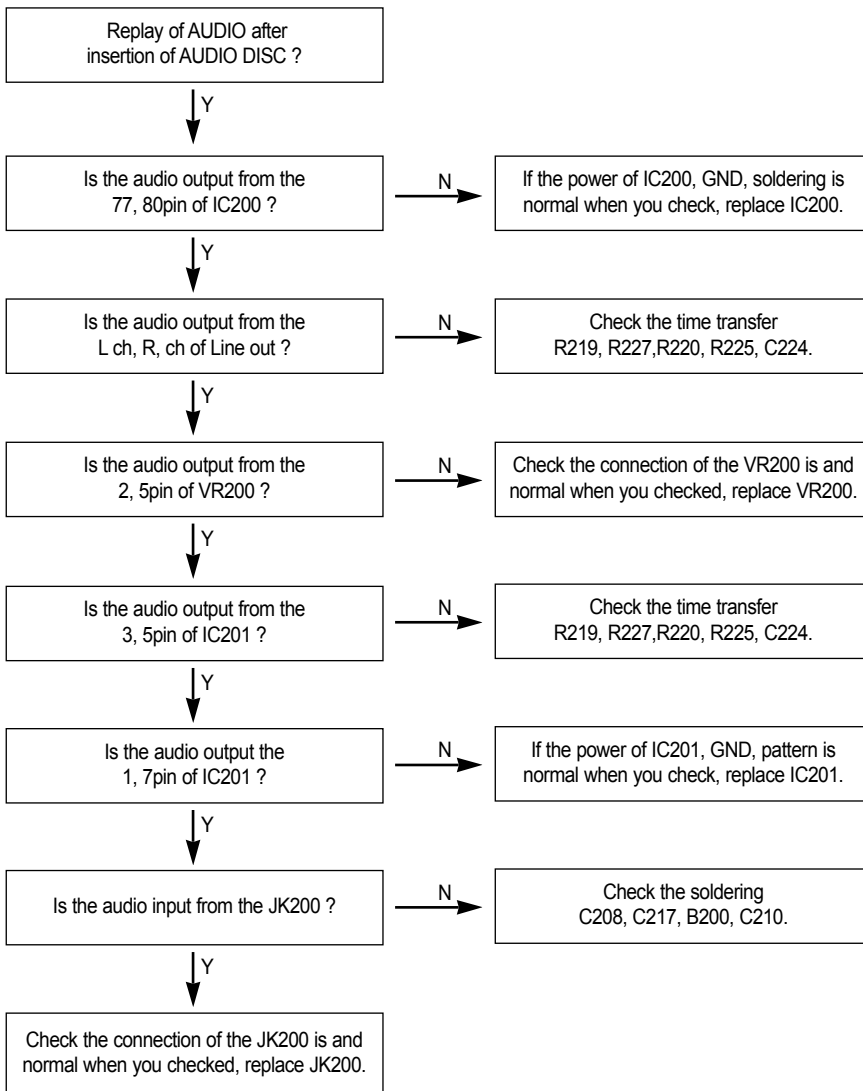 Replay of AUDIO after
insertion of AUDIO DISC ?
Y
Is the audio output from the
77, 80pin of IC200 ?
N
If the power of IC200, GND, soldering is
normal when you check, replace IC200.
Y
Is the audio output from the
L ch, R, ch of Line out ?
N
Check the time transfer
R219, R227,R220, R225, C224.
Y
Is the audio output from the
2, 5pin of VR200 ?
N
Check the connection of the VR200 is and
normal when you checked, replace VR200.
Y
Is the audio output from the
3, 5pin of IC201 ?
N
Check the time transfer
R219, R227,R220, R225, C224.
Y
Is the audio output the
1, 7pin of IC201 ?
N
If the power of IC201, GND, pattern is
normal when you check, replace IC201.
Y
Is the audio input from the JK200 ?
N
Check the soldering
C208, C217, B200, C210.
Y
Check the connection of the JK200 is and
normal when you checked, replace JK200.